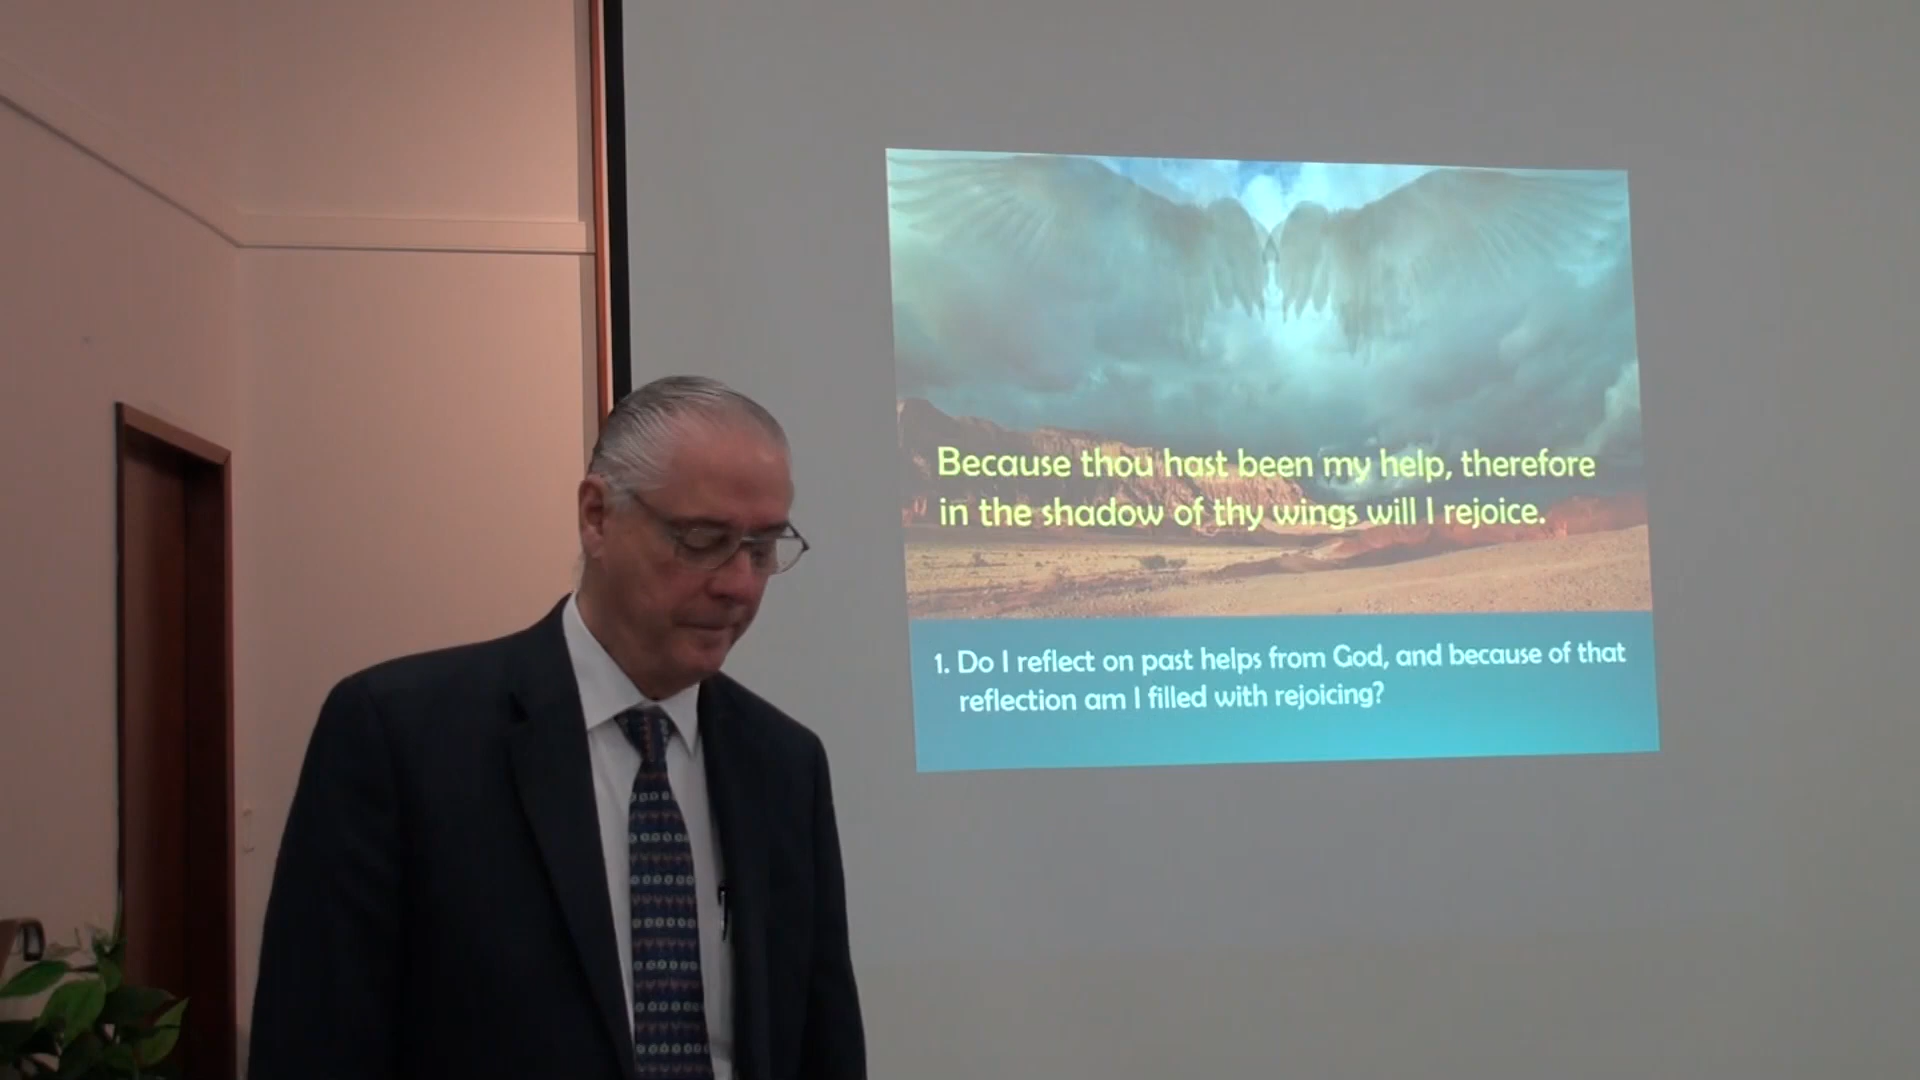 Because thou hast been my help, therefore
in the shadow of thy wings will I rejoice.
1. Do I reflect on past helps from God, and because of that
reflection am I filled with rejoicing?